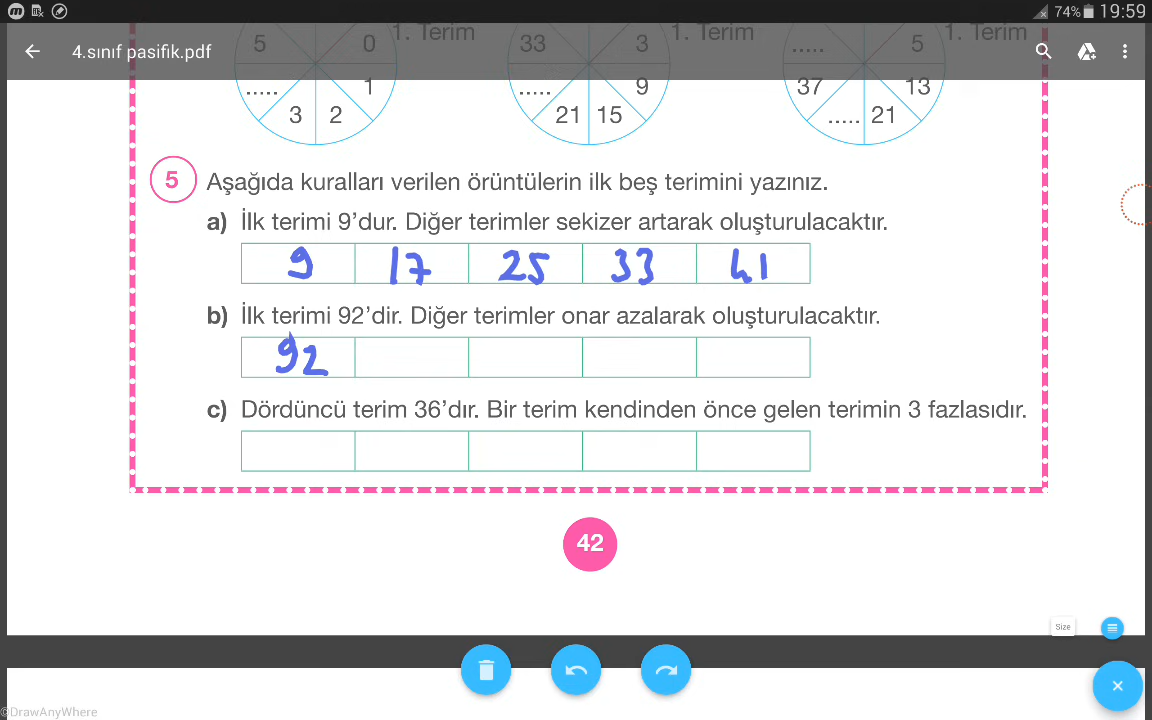 74% 19:59
4.sınıf pasifik.pdf
5 0 1. Terim 33 3 1. Terim ..... 5 1. Terim
..... 1 ..... 9 37 13
3 2 21 15 ..... 21
5 Aşağıda kuralları verilen örüntülerin ilk beş terimini yazınız.
a) İlk terimi 9’dur. Diğer terimler sekizer artarak oluşturulacaktır.
9 17 25 33 41
b) İlk terimi 92’dir. Diğer terimler onar azalarak oluşturulacaktır.
92
c) Dördüncü terim 36’dır. Bir terim kendinden önce gelen terimin 3 fazlasıdır.
42
Size
©DrawAnyWhere